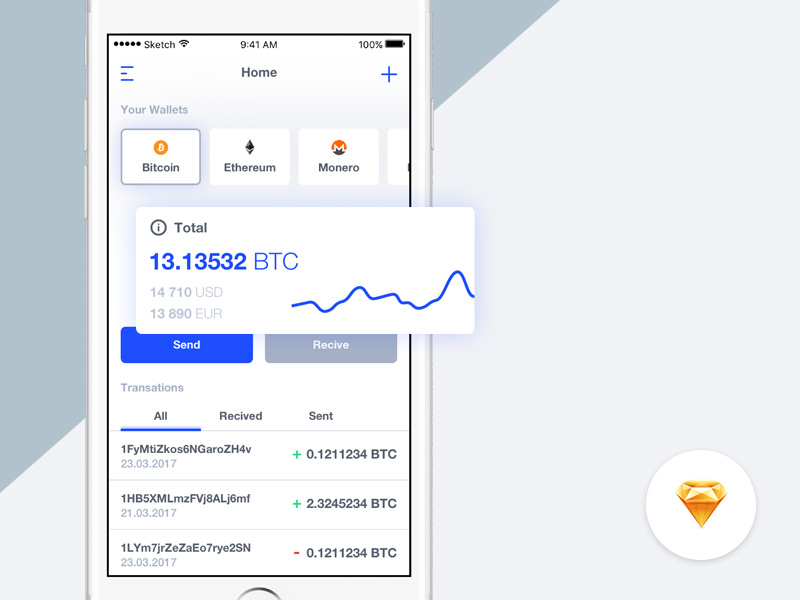 Sketch 9:41 AM 100%
Home
Your Wallets
Bitcoin Ethereum Monero
Total
13.13532 BTC
14 710 USD
13 890 EUR
Send Recive
Transations
All Recived Sent
1FyMtiZkos6NGaroZH4v + 0.1211234 BTC
23.03.2017
1HB5XMLmzFVj8ALj6mf + 2.3245234 BTC
21.03.2017
1LYm7jrZeZaEo7rye2SN - 0.1211234 BTC
23.03.2017